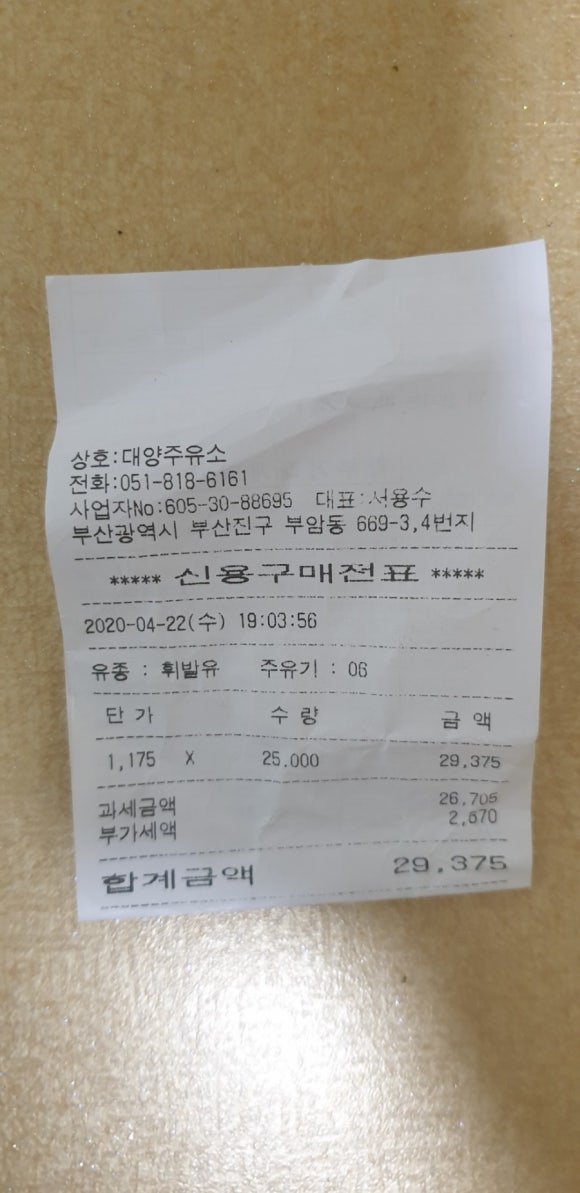 상호:대양주유소
전화:051-818-6161
사업자No:605-30-88695 대표:서용수
부산광역시 부산진구 부암동 669-3,4번지
***** 신용구매전표 *****
2020-04-22(수) 19:03:56
유종 : 휘발유 주유기 : 06
단 가 수 량 금 액
1,175 X 25.000 29,375
과세금액 26,705
부가세액 2,670
합계금액 29,375